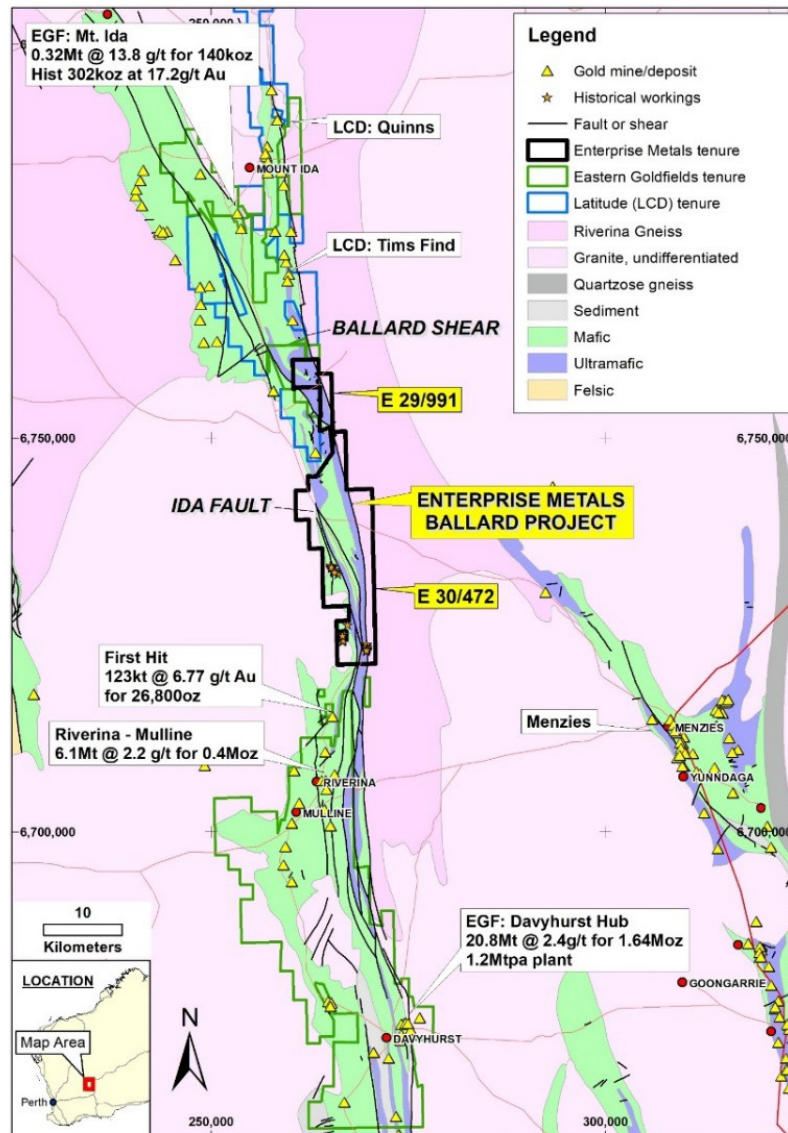 250,000
300,000
EGF: Mt. Ida
0.32Mt @ 13.8 g/t for 140koz
Hist 302koz at 17.2g/t Au
LCD: Quinns
MOUNT IDA
LCD: Tims Find
BALLARD SHEAR
E 29/991
6,750,000
6,750,000
IDA FAULT
ENTERPRISE METALS
BALLARD PROJECT
E 30/472
First Hit
123kt @ 6.77 g/t Au
for 26,800oz
Riverina - Mulline
6.1Mt @ 2.2 g/t for 0.4Moz
RIVERINA
MULLINE
Menzies
MENZIES
YUNNDAGA
6,700,000
6,700,000
10
Kilometers
EGF: Davyhurst Hub
20.8Mt @ 2.4g/t for 1.64Moz
1.2Mtpa plant
GOONGARRIE
DAVYHURST
LOCATION
Map Area
Perth
N
250,000
Legend
Gold mine/deposit
Historical workings
Fault or shear
Enterprise Metals tenure
Eastern Goldfields tenure
Latitude (LCD) tenure
Riverina Gneiss
Granite, undifferentiated
Quartzose gneiss
Sediment
Mafic
Ultramafic
Felsic